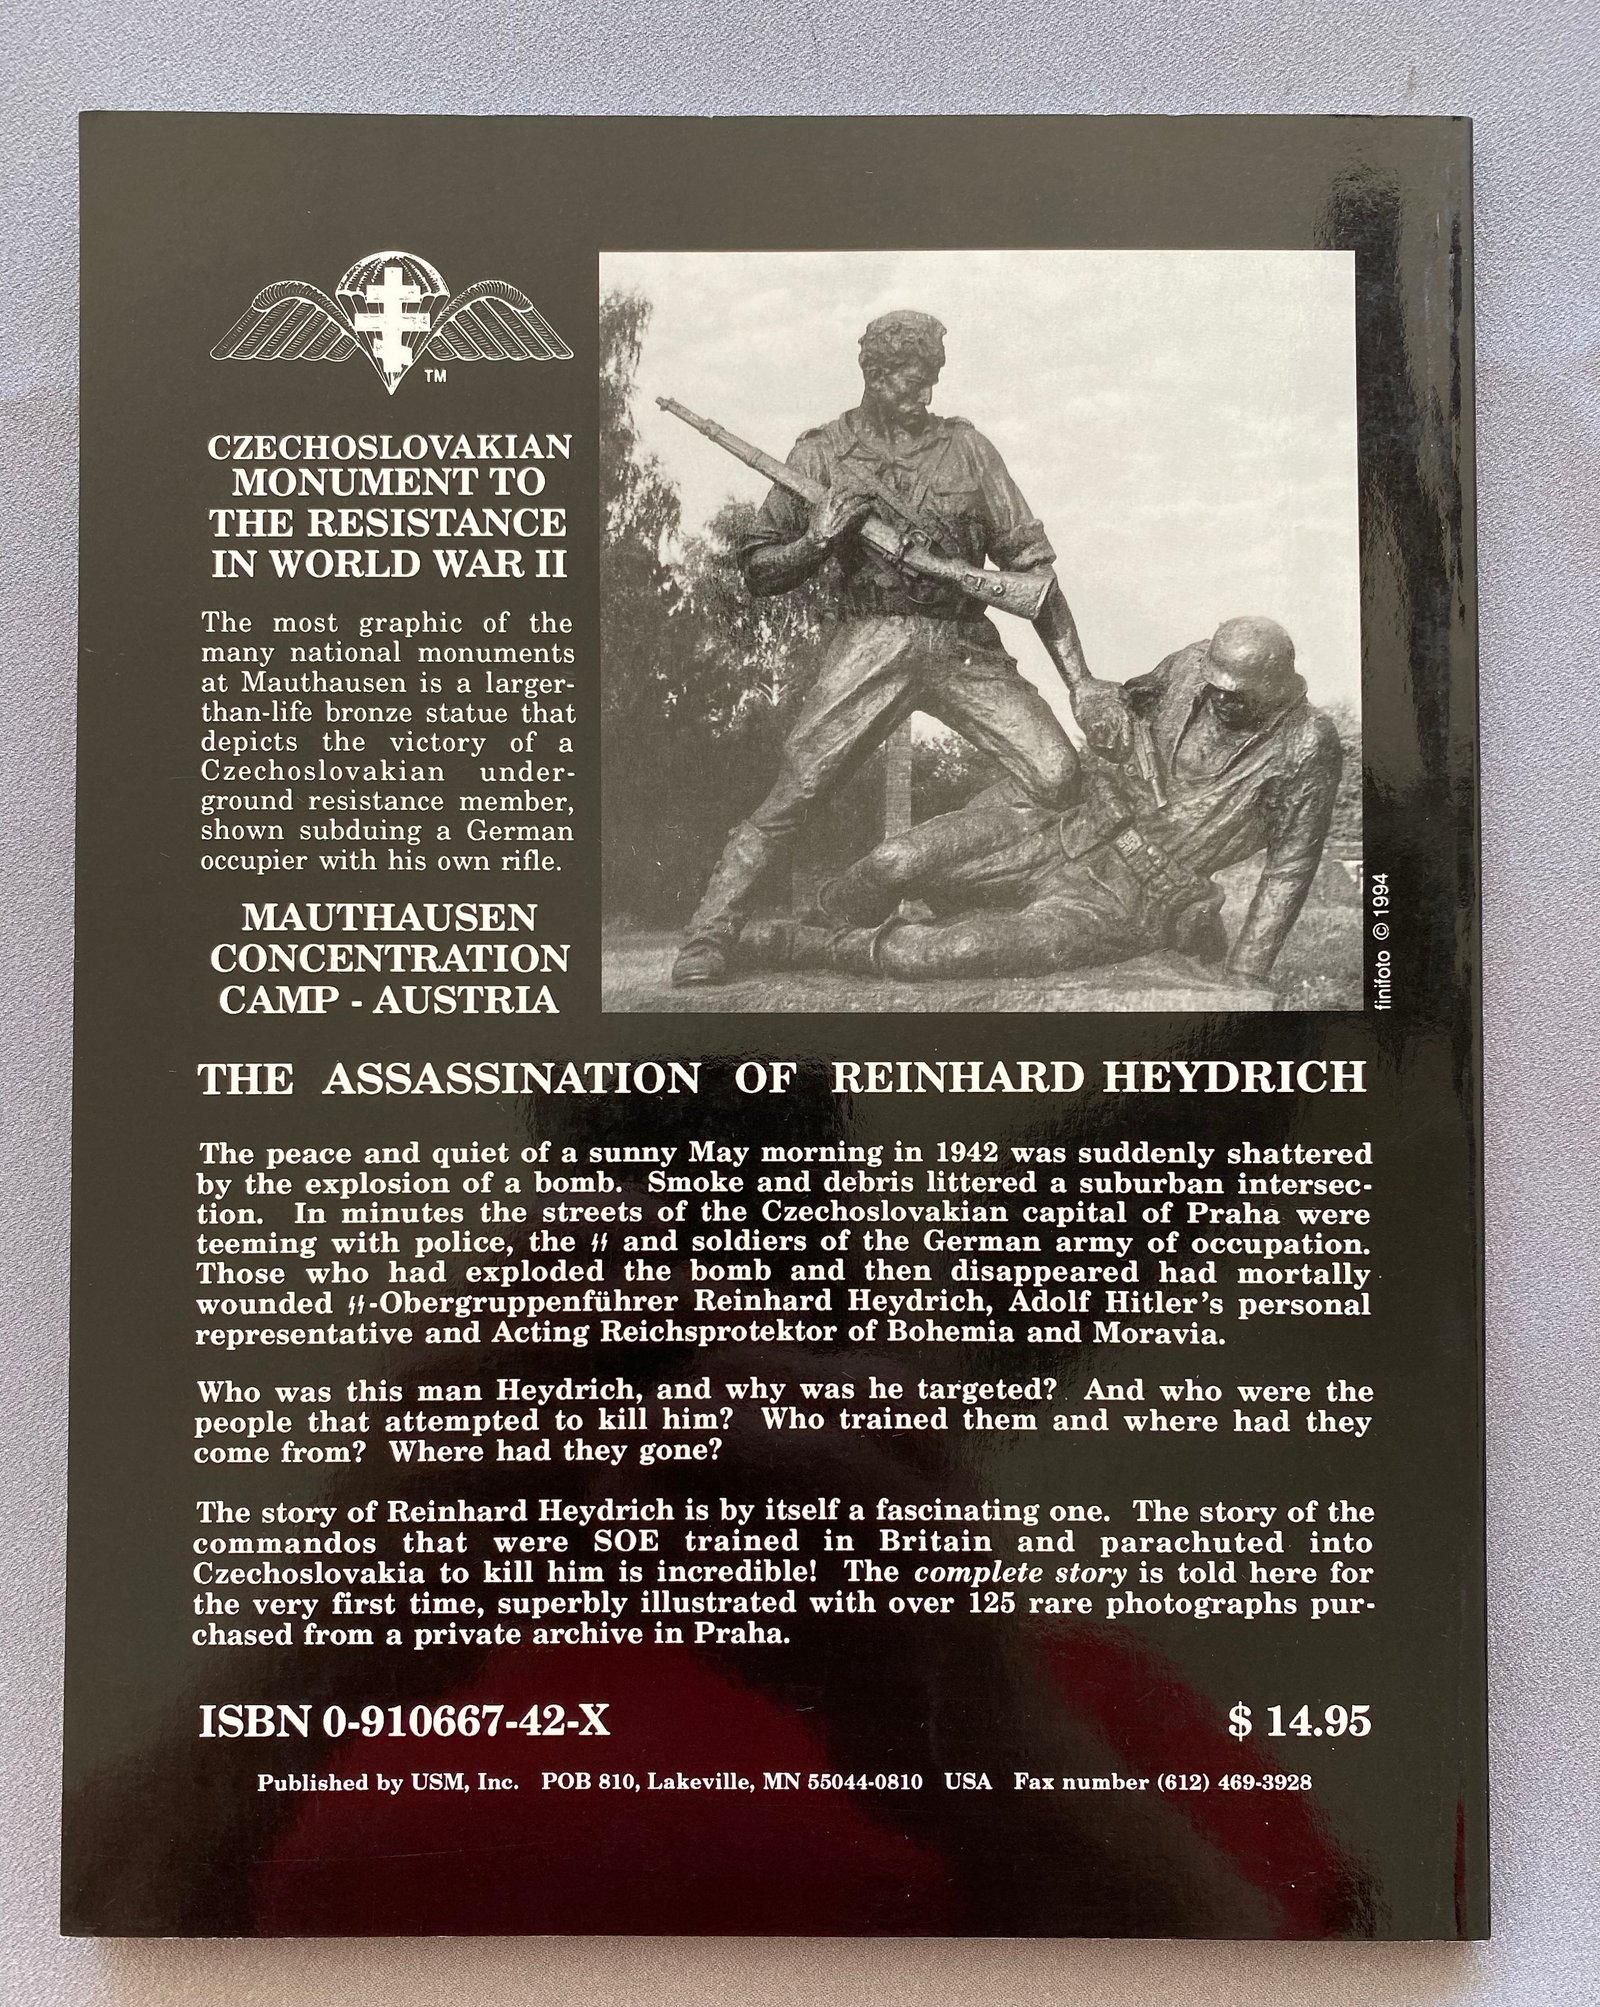 TM
CZECHOSLOVAKIAN
MONUMENT TO
THE RESISTANCE
IN WORLD WAR II
The most graphic of the
many national monuments
at Mauthausen is a larger-
than-life bronze statue that
depicts the victory of a
Czechoslovakian under-
ground resistance member,
shown subduing a German
occupier with his own rifle.
MAUTHAUSEN
CONCENTRATION
CAMP - AUSTRIA
finifoto © 1994
THE ASSASSINATION OF REINHARD HEYDRICH
The peace and quiet of a sunny May morning in 1942 was suddenly shattered
by the explosion of a bomb. Smoke and debris littered a suburban intersec-
tion. In minutes the streets of the Czechoslovakian capital of Praha were
teeming with police, the ᛋᛋ and soldiers of the German army of occupation.
Those who had exploded the bomb and then disappeared had mortally
wounded ᛋᛋ-Obergruppenführer Reinhard Heydrich, Adolf Hitler's personal
representative and Acting Reichsprotektor of Bohemia and Moravia.
Who was this man Heydrich, and why was he targeted? And who were the
people that attempted to kill him? Who trained them and where had they
come from? Where had they gone?
The story of Reinhard Heydrich is by itself a fascinating one. The story of the
commandos that were SOE trained in Britain and parachuted into
Czechoslovakia to kill him is incredible! The complete story is told here for
the very first time, superbly illustrated with over 125 rare photographs pur-
chased from a private archive in Praha.
ISBN 0-910667-42-X $ 14.95
Published by USM, Inc. POB 810, Lakeville, MN 55044-0810 USA Fax number (612) 469-3928